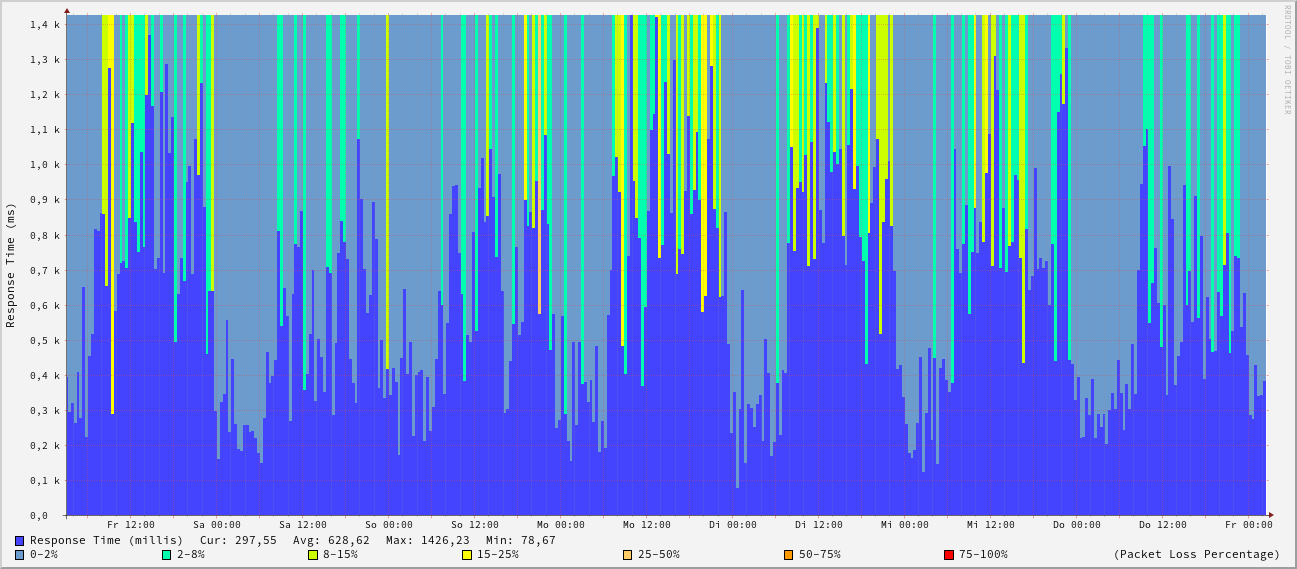 RRDTOOL / TOBI OETIKER
Response Time (ms)
1,4 k
1,3 k
1,2 k
1,1 k
1,0 k
0,9 k
0,8 k
0,7 k
0,6 k
0,5 k
0,4 k
0,3 k
0,2 k
0,1 k
0,0
Fr 12:00 Sa 00:00 Sa 12:00 So 00:00 So 12:00 Mo 00:00 Mo 12:00 Di 00:00 Di 12:00 Mi 00:00 Mi 12:00 Do 00:00 Do 12:00 Fr 00:00
Response Time (millis) Cur: 297,55 Avg: 628,62 Max: 1426,23 Min: 78,67
0-2% 2-8% 8-15% 15-25% 25-50% 50-75% 75-100% (Packet Loss Percentage)